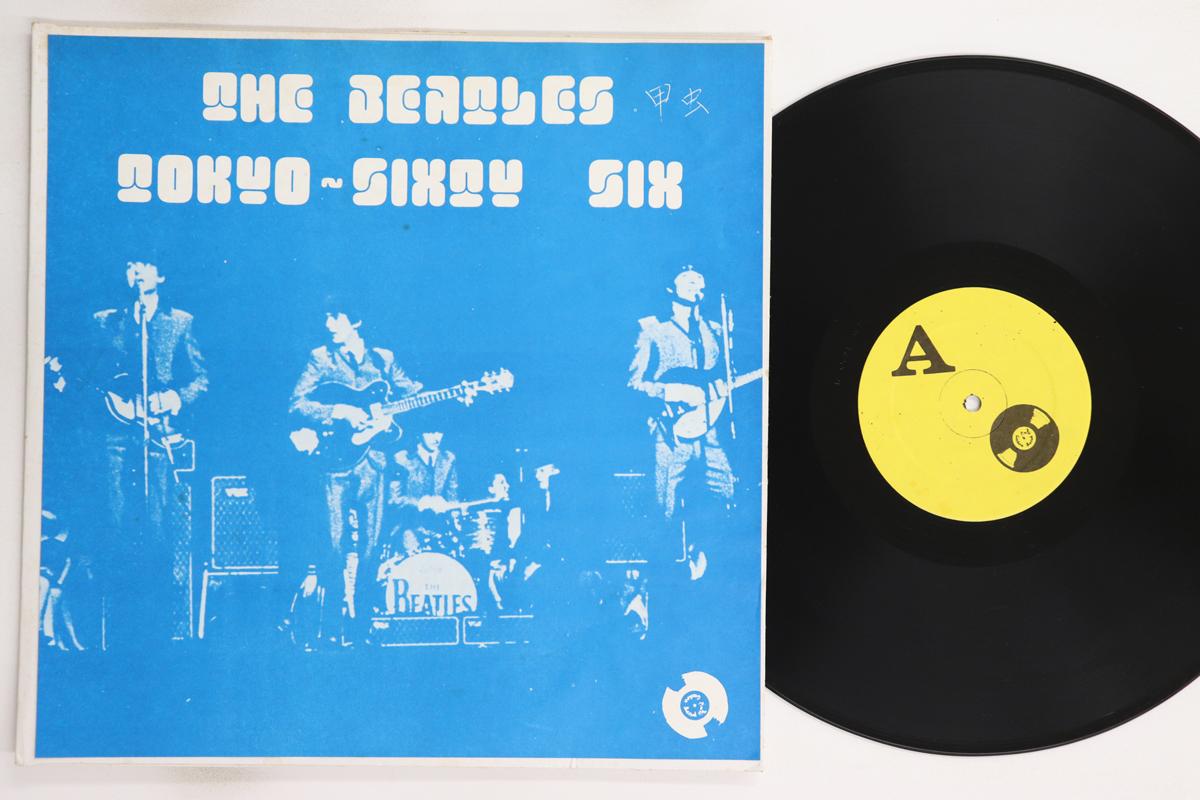 THE BEATLES 甲虫
TOKYO~SIXTY SIX
THE
BEATLES
A